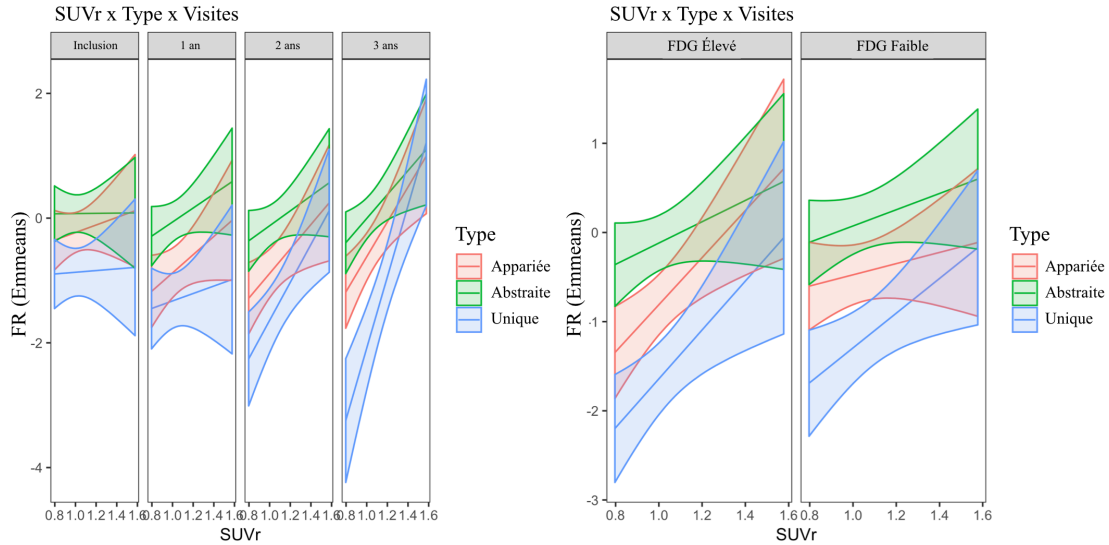 SUVr x Type x Visites
Inclusion 1 an 2 ans 3 ans
2
0
-2
-4
FR (Emmeans)
0.8 1.0 1.2 1.4 1.6
0.8 1.0 1.2 1.4 1.6
0.8 1.0 1.2 1.4 1.6
0.8 1.0 1.2 1.4 1.6
SUVr
Type
Appariée
Abstraite
Unique
SUVr x Type x Visites
FDG Élevé FDG Faible
1
0
-1
-2
-3
FR (Emmeans)
0.8 1.0 1.2 1.4 1.6
0.8 1.0 1.2 1.4 1.6
SUVr
Type
Appariée
Abstraite
Unique